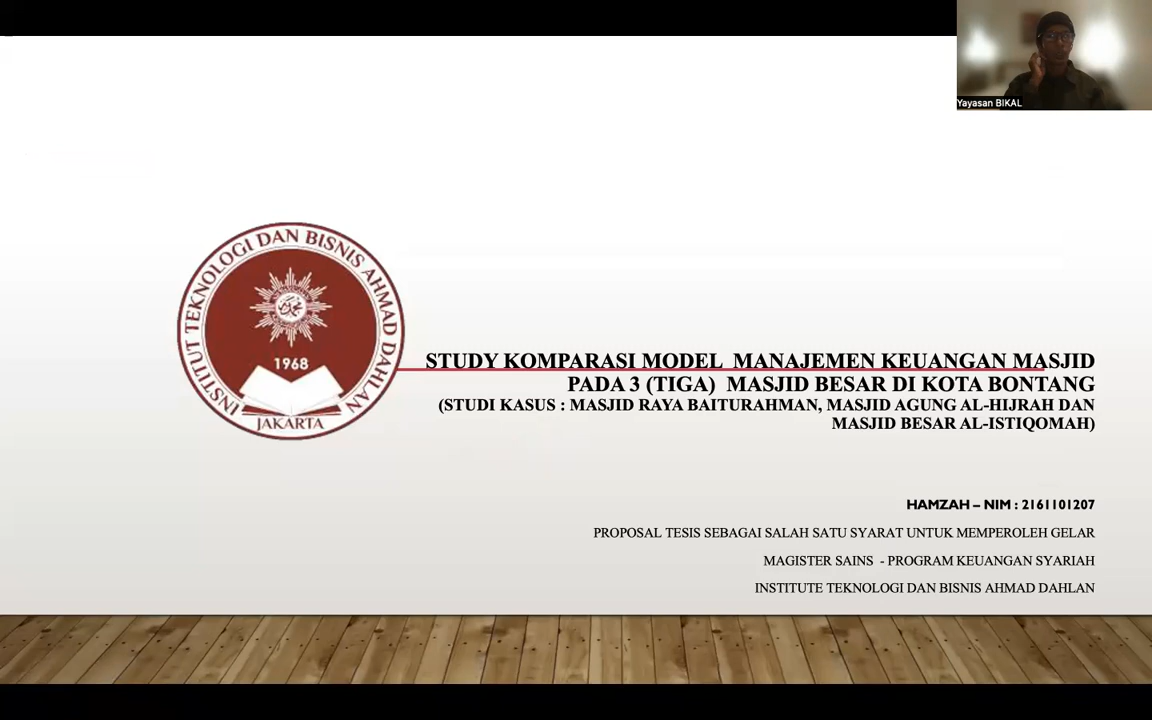 Yayasan BIKAL
INSTITUT TEKNOLOGI DAN BISNIS AHMAD DAHLAN
1968
JAKARTA
STUDY KOMPARASI MODEL MANAJEMEN KEUANGAN MASJID
PADA 3 (TIGA) MASJID BESAR DI KOTA BONTANG
(STUDI KASUS : MASJID RAYA BAITURAHMAN, MASJID AGUNG AL-HIJRAH DAN
MASJID BESAR AL-ISTIQOMAH)
HAMZAH – NIM : 2161101207
PROPOSAL TESIS SEBAGAI SALAH SATU SYARAT UNTUK MEMPEROLEH GELAR
MAGISTER SAINS - PROGRAM KEUANGAN SYARIAH
INSTITUTE TEKNOLOGI DAN BISNIS AHMAD DAHLAN